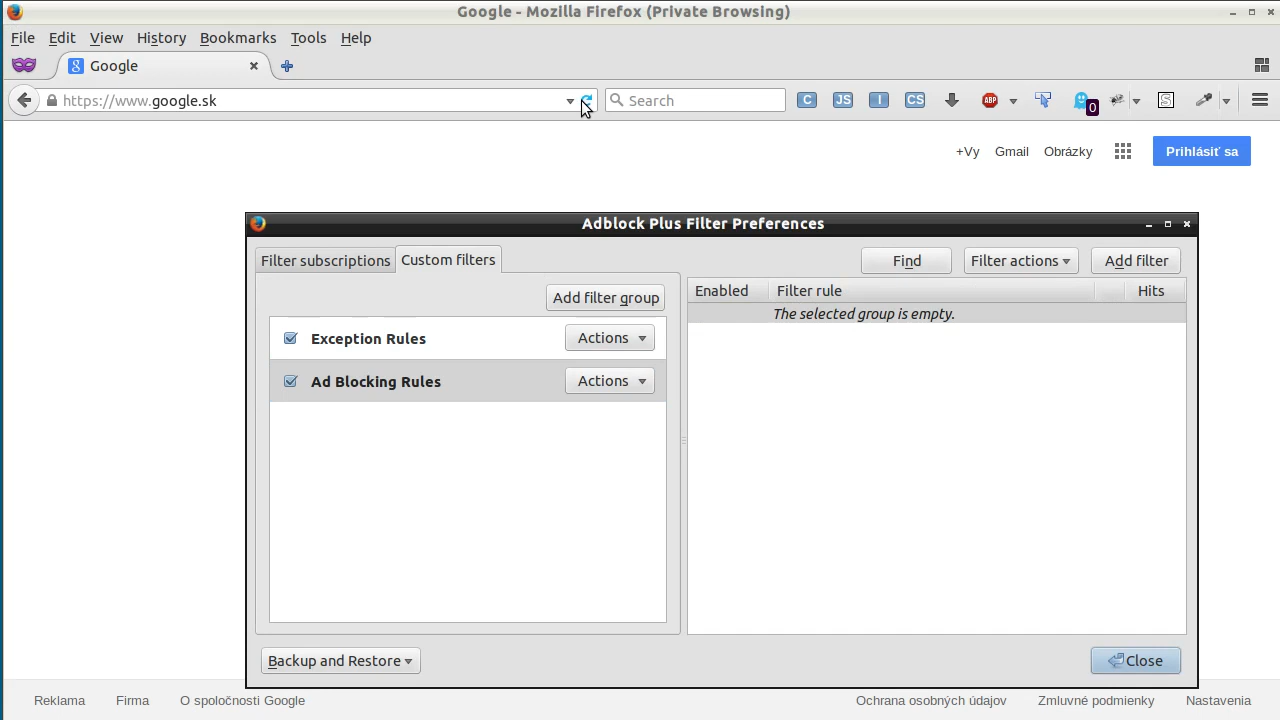 Google - Mozilla Firefox (Private Browsing)
File Edit View History Bookmarks Tools Help
Google
https://www.google.sk
Search
C JS I CS ABP 0 S
+Vy Gmail Obrázky Prihlásiť sa
Adblock Plus Filter Preferences
Filter subscriptions Custom filters
Find Filter actions Add filter
Add filter group
Enabled Filter rule Hits
The selected group is empty.
Exception Rules Actions
Ad Blocking Rules Actions
Backup and Restore
Close
Reklama Firma O spoločnosti Google Ochrana osobných údajov Zmluvné podmienky Nastavenia